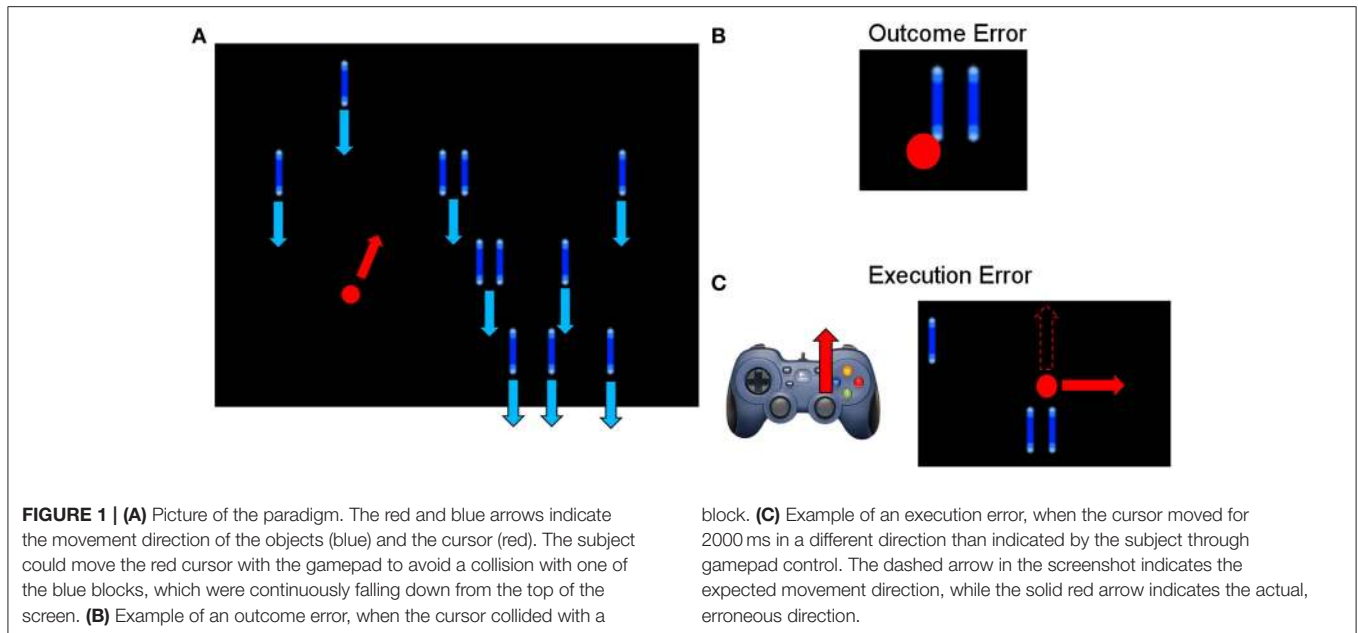 A
B
Outcome Error
C
Execution Error
FIGURE 1 | (A) Picture of the paradigm. The red and blue arrows indicate
the movement direction of the objects (blue) and the cursor (red). The subject
could move the red cursor with the gamepad to avoid a collision with one of
the blue blocks, which were continuously falling down from the top of the
screen. (B) Example of an outcome error, when the cursor collided with a
block. (C) Example of an execution error, when the cursor moved for
2000 ms in a different direction than indicated by the subject through
gamepad control. The dashed arrow in the screenshot indicates the
expected movement direction, while the solid red arrow indicates the actual,
erroneous direction.